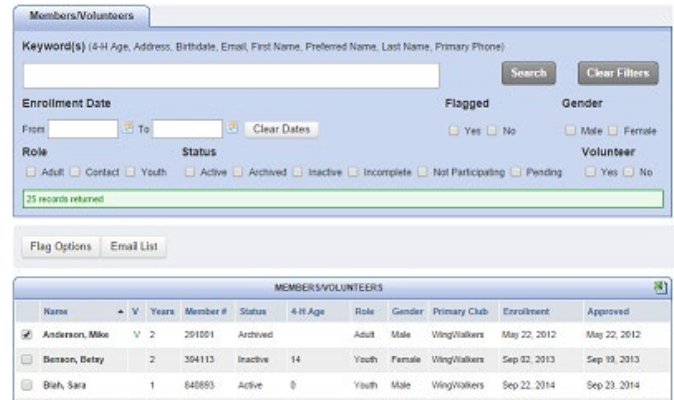 Members/Volunteers
Keyword(s) (4-H Age, Address, Birthdate, Email, First Name, Preferred Name, Last Name, Primary Phone)
Search Clear Filters
Enrollment Date Flagged Gender
From To Clear Dates Yes No Male Female
Role Status Volunteer
Adult Contact Youth Active Archived Inactive Incomplete Not Participating Pending Yes No
25 records returned
Flag Options Email List
MEMBERS/VOLUNTEERS
Name V Years Member # Status 4-H Age Role Gender Primary Club Enrollment Approved
Anderson, Mike V 2 291001 Archived Adult Male WingWalkers May 22, 2012 May 22, 2012
Benson, Betsy 2 394113 Inactive 14 Youth Female WingWalkers Sep 02, 2013 Sep 19, 2013
Blah, Sara 1 640693 Active 0 Youth Male WingWalkers Sep 22, 2014 Sep 23, 2014